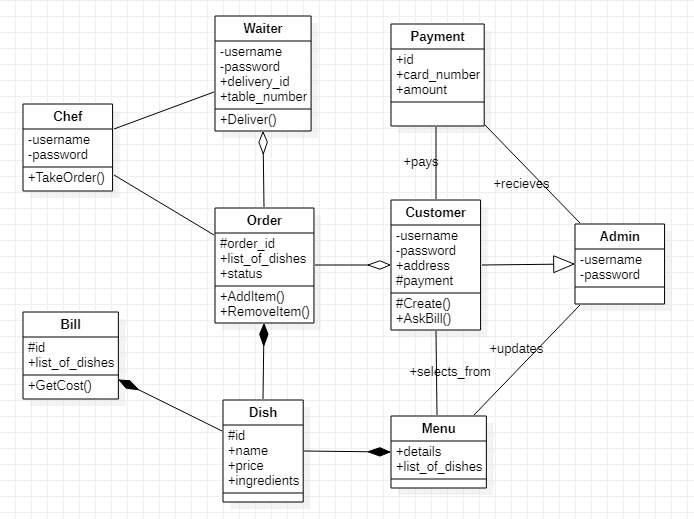 Waiter
-username
-password
+delivery_id
+table_number
+Deliver()
Payment
+id
+card_number
+amount
Chef
-username
-password
+TakeOrder()
+pays
+recieves
Order
#order_id
+list_of_dishes
+status
+AddItem()
+RemoveItem()
Customer
-username
-password
+address
#payment
#Create()
+AskBill()
Admin
-username
-password
Bill
#id
+list_of_dishes
+GetCost()
+updates
+selects_from
Dish
#id
+name
+price
+ingredients
Menu
+details
+list_of_dishes